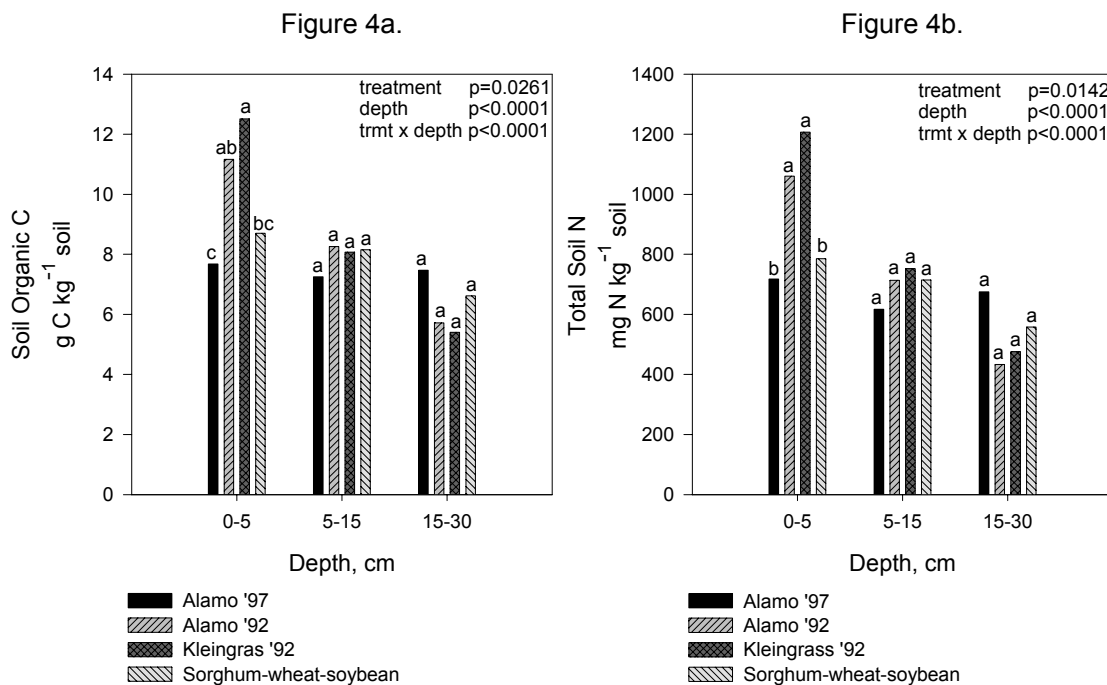 Figure 4a.
treatment p=0.0261
depth p<0.0001
trmt x depth p<0.0001
Soil Organic C
g C kg⁻¹ soil
14
12
10
8
6
4
2
0
c
ab
a
bc
a
a
a
a
a
a
a
a
0-5
5-15
15-30
Depth, cm
Alamo '97
Alamo '92
Kleingras '92
Sorghum-wheat-soybean
Figure 4b.
treatment p=0.0142
depth p<0.0001
trmt x depth p<0.0001
Total Soil N
mg N kg⁻¹ soil
1400
1200
1000
800
600
400
200
0
b
a
a
b
a
a
a
a
a
a
a
a
0-5
5-15
15-30
Depth, cm
Alamo '97
Alamo '92
Kleingrass '92
Sorghum-wheat-soybean